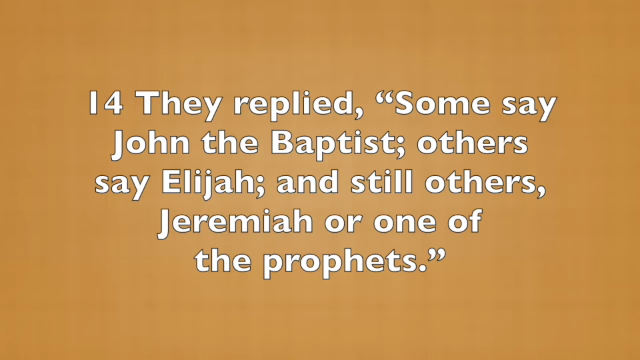 14 They replied, “Some say
John the Baptist; others
say Elijah; and still others,
Jeremiah or one of
the prophets.”